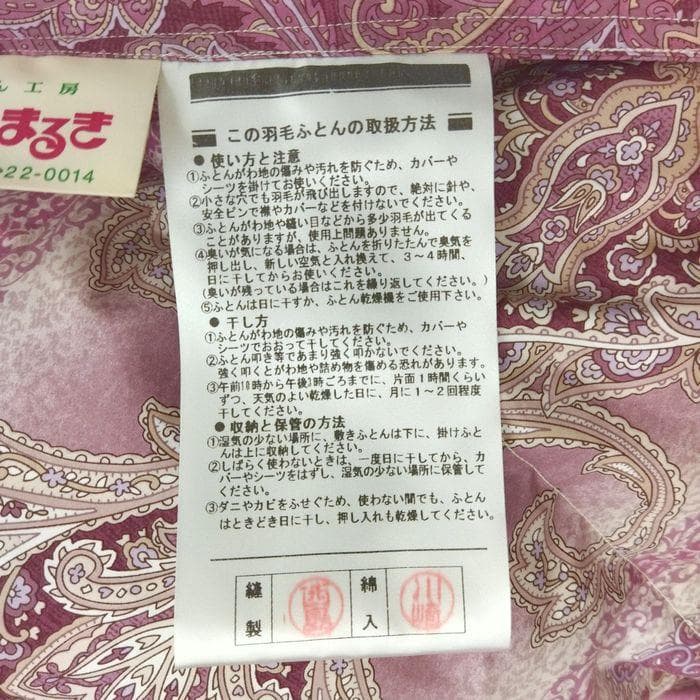 ん工房
まるき
22-0014
この羽毛ふとんの取扱方法
● 使い方と注意
①ふとんがわ地の傷みや汚れを防ぐため、カバーや
シーツを掛けてお使いください。
②小さな穴でも羽毛が飛び出しますので、絶対に針や、
安全ピンで襟やカバーなどを付けないでください。
③ふとんがわ地や縫い目などから多少羽毛が出てくる
ことがありますが、使用上問題ありません。
④臭いが気になる場合は、ふとんを折りたたんで臭気を
押し出し、新しい空気と入れ換えて、3〜4時間、
日に干してからお使いください。
(臭いが残っている場合はこれを繰り返してください。)
⑤ふとんは日に干すか、ふとん乾燥機をご使用下さい。
● 干し方
①ふとんがわ地の傷みや汚れを防ぐため、カバーや
シーツでおおって干してください。
②ふとん叩き等であまり強く叩かないでください。
強く叩くとがわ地や詰め物を傷める恐れがあります。
③午前10時から午後3時ごろまでに、片面1時間くらい
ずつ、天気のよい乾燥した日に、月に1〜2回程度
干してください。
● 収納と保管の方法
①湿気の少ない場所に、敷きふとんは下に、掛けふと
んは上に収納してください。
②しばらく使わないときは、一度日に干してから、カ
バーやシーツをはずし、湿気の少ない場所に保管して
ください。
③ダニやカビをふせぐため、使わない間でも、ふとん
はときどき日に干し、押し入れも乾燥してください。
縫製 綿入 川崎